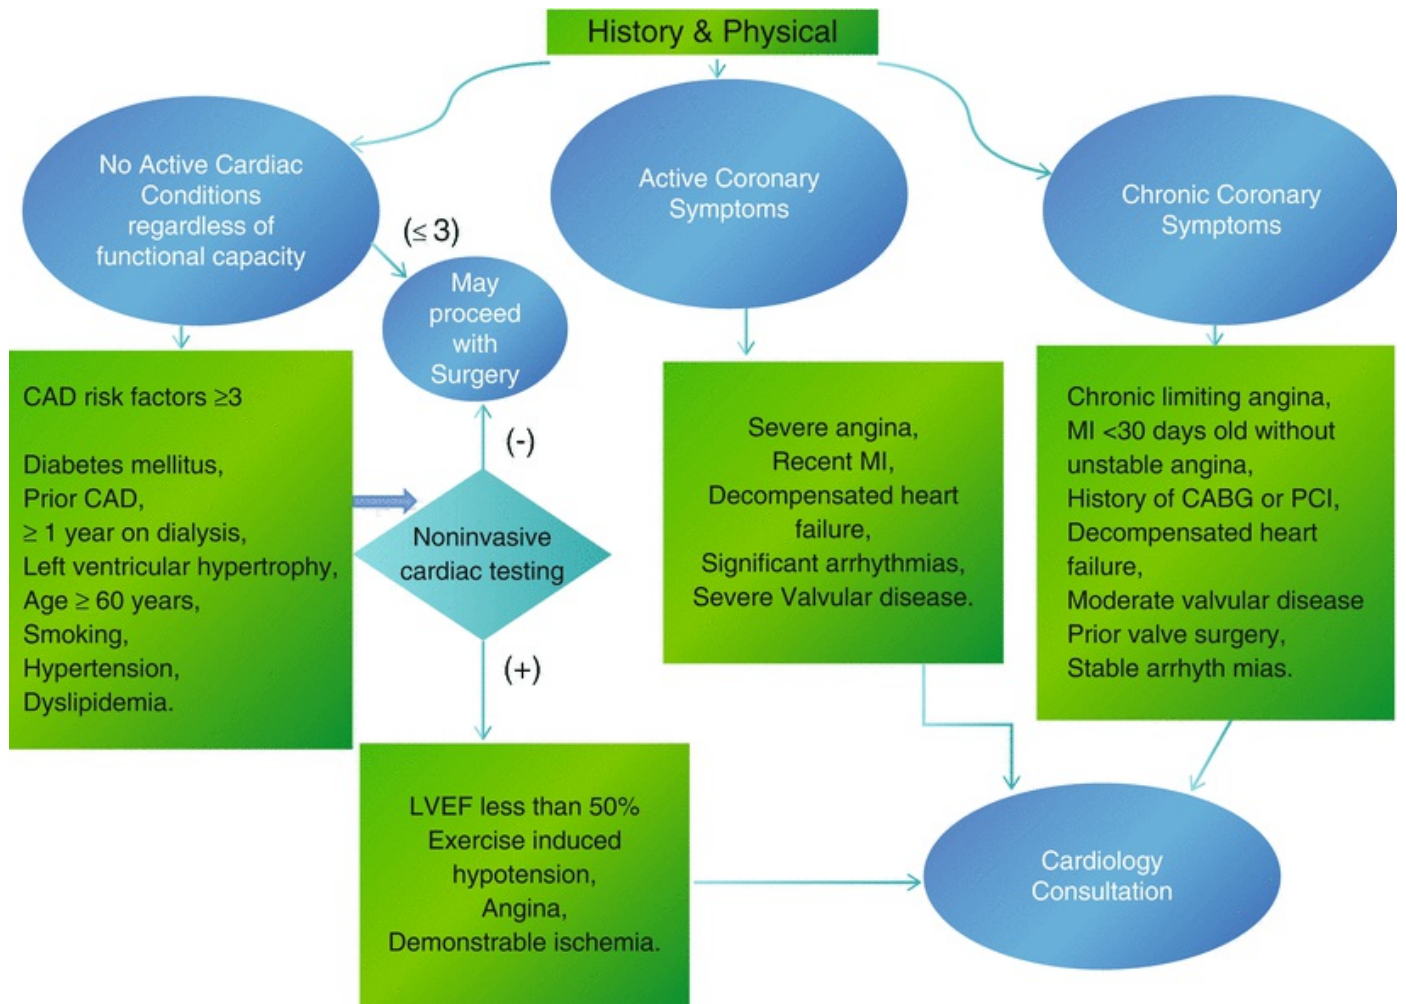 History & Physical
No Active Cardiac
Conditions
regardless of
functional capacity
(≤ 3)
May
proceed
with
Surgery
Active Coronary
Symptoms
Chronic Coronary
Symptoms
CAD risk factors ≥3
Diabetes mellitus,
Prior CAD,
≥ 1 year on dialysis,
Left ventricular hypertrophy,
Age ≥ 60 years,
Smoking,
Hypertension,
Dyslipidemia.
(-)
Noninvasive
cardiac testing
(+)
Severe angina,
Recent MI,
Decompensated heart
failure,
Significant arrhythmias,
Severe Valvular disease.
Chronic limiting angina,
MI <30 days old without
unstable angina,
History of CABG or PCI,
Decompensated heart
failure,
Moderate valvular disease
Prior valve surgery,
Stable arrhyth mias.
LVEF less than 50%
Exercise induced
hypotension,
Angina,
Demonstrable ischemia.
Cardiology
Consultation